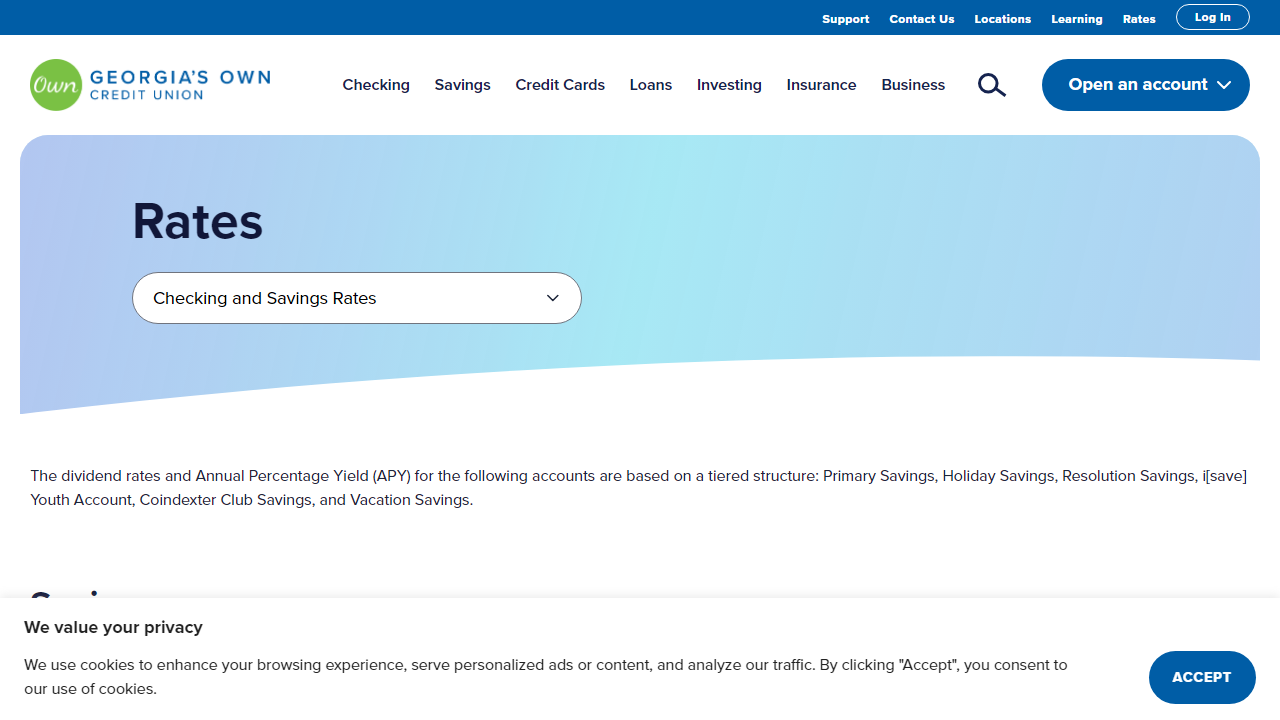 Support Contact Us Locations Learning Rates Log In
Own GEORGIA'S OWN
CREDIT UNION
Checking Savings Credit Cards Loans Investing Insurance Business Open an account
Rates
Checking and Savings Rates
The dividend rates and Annual Percentage Yield (APY) for the following accounts are based on a tiered structure: Primary Savings, Holiday Savings, Resolution Savings, i[save]
Youth Account, Coindexter Club Savings, and Vacation Savings.
We value your privacy
We use cookies to enhance your browsing experience, serve personalized ads or content, and analyze our traffic. By clicking "Accept", you consent to
our use of cookies.
ACCEPT